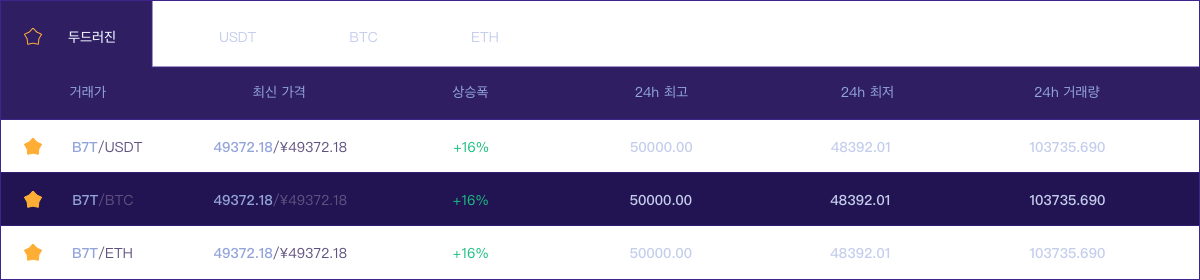 두드러진 USDT BTC ETH
거래가 최신 가격 상승폭 24h 최고 24h 최저 24h 거래량
B7T/USDT 49372.18/¥49372.18 +16% 50000.00 48392.01 103735.690
B7T/BTC 49372.18/¥49372.18 +16% 50000.00 48392.01 103735.690
B7T/ETH 49372.18/¥49372.18 +16% 50000.00 48392.01 103735.690